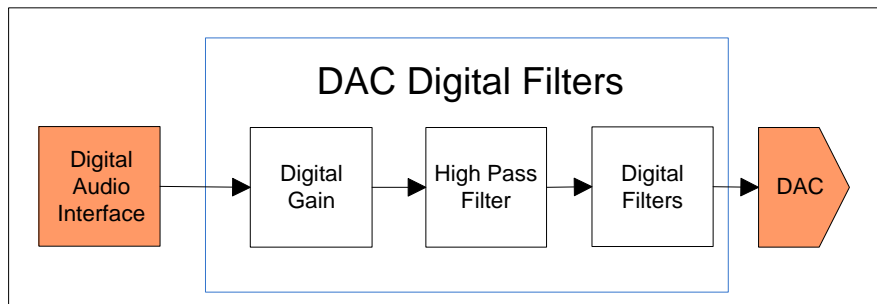 DAC Digital Filters
Digital
Audio
Interface
Digital
Gain
High Pass
Filter
Digital
Filters
DAC